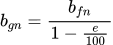 b_{gn} = \frac{b_{fn}}{1 - \frac{e}{100}}